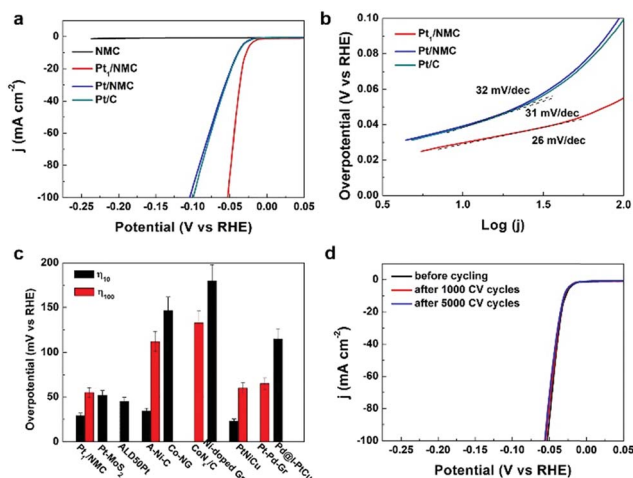 a
NMC
Pt₁/NMC
Pt/NMC
Pt/C
j (mA cm⁻²)
0
-20
-40
-60
-80
-100
-0.25 -0.20 -0.15 -0.10 -0.05 0.00 0.05
Potential (V vs RHE)
b
Pt₁/NMC
Pt/NMC
Pt/C
32 mV/dec
31 mV/dec
26 mV/dec
Overpotential (V vs RHE)
0.10
0.08
0.06
0.04
0.02
0.00
0.5 1.0 1.5 2.0
Log (j)
c
η₁₀
η₁₀₀
Overpotential (mV vs RHE)
200
150
100
50
0
Pt₁/NMC
Pt-MoS₂
ALD50Pt
A-Ni-C
Co-NG
/C
Ni-doped
PtNiCu
Pt-Pd-Gr
d
before cycling
after 1000 CV cycles
after 5000 CV cycles
j (mA cm⁻²)
0
-20
-40
-60
-80
-100
-0.25 -0.20 -0.15 -0.10 -0.05 0.00 0.05
Potential (V vs RHE)